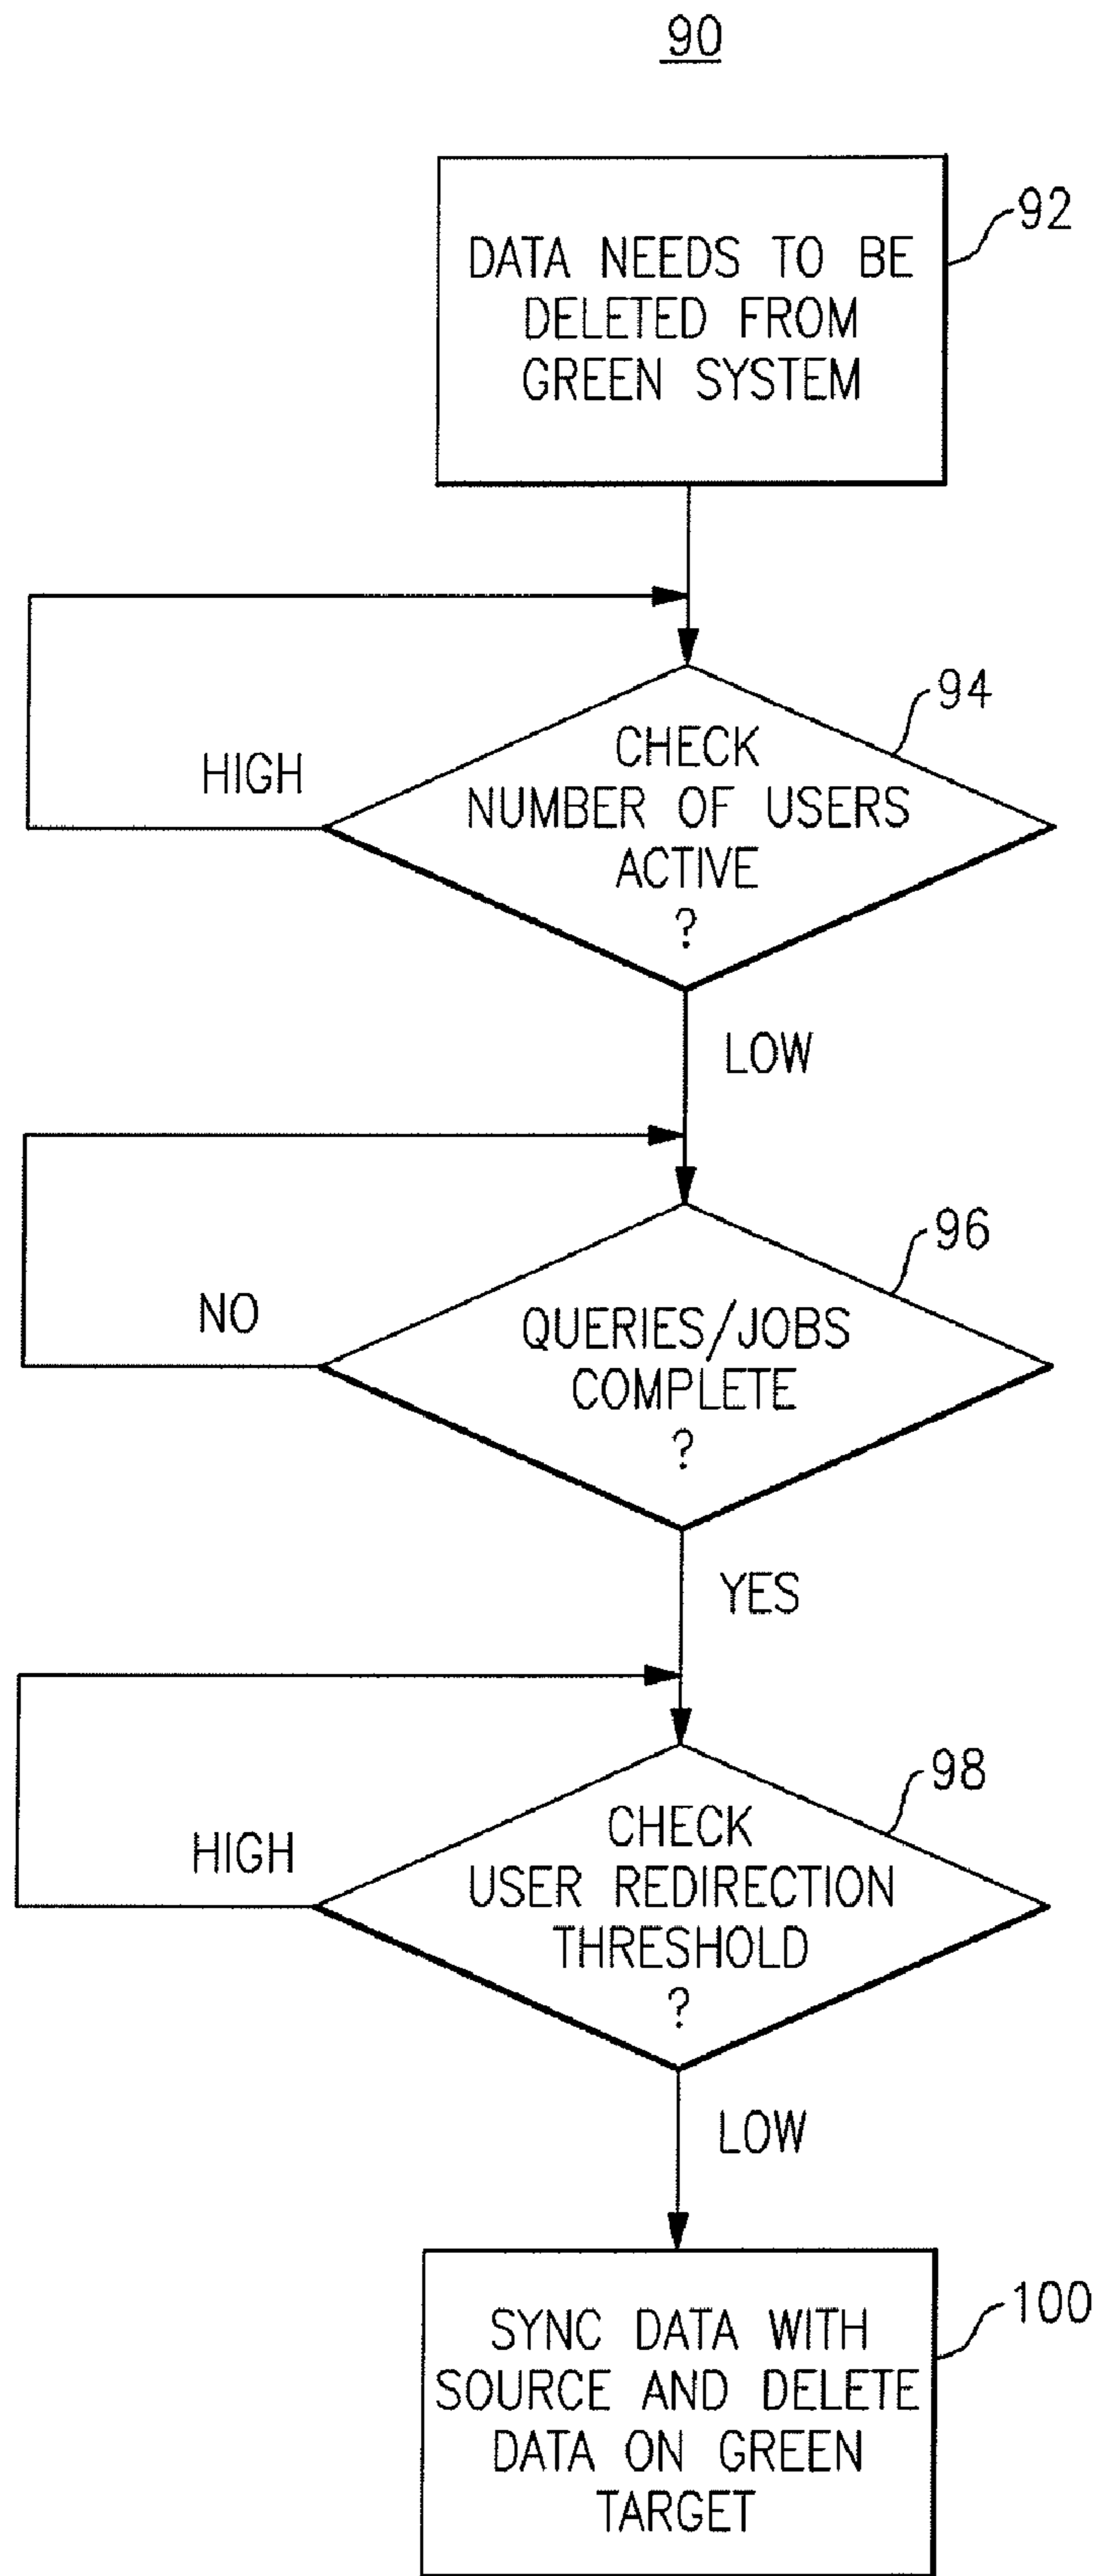 90
92
DATA NEEDS TO BE
DELETED FROM
GREEN SYSTEM
94
CHECK
NUMBER OF USERS
ACTIVE
?
HIGH
LOW
96
QUERIES/JOBS
COMPLETE
?
NO
YES
98
CHECK
USER REDIRECTION
THRESHOLD
?
HIGH
LOW
100
SYNC DATA WITH
SOURCE AND DELETE
DATA ON GREEN
TARGET